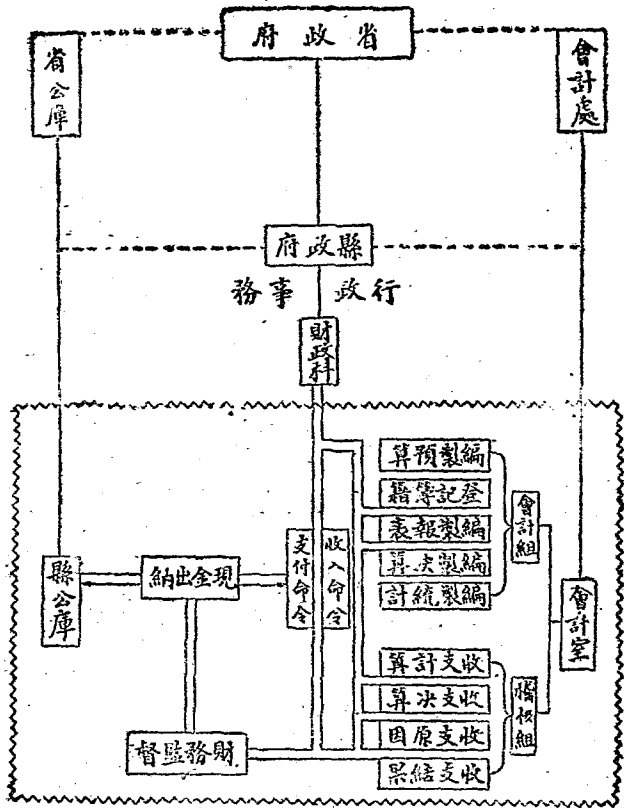 省政府
會計處
省公庫
縣政府
行政事務
財政科
編製預算
登記簿籍
編製報表
編製決算
編製統計
會計組
會計室
收入命令
支付命令
現金出納
縣公庫
收支計算
收支決算
收支原因
收支結果
稽核組
財務監督